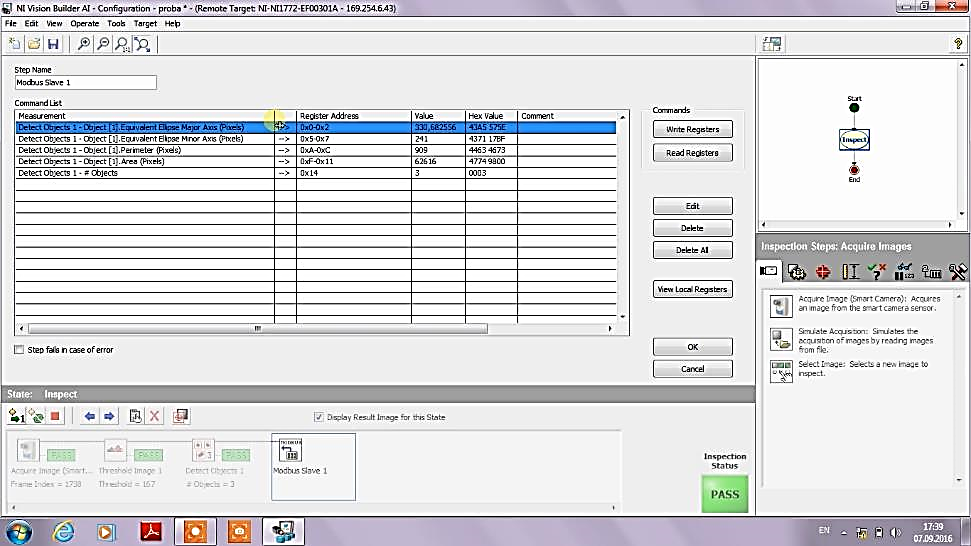 NI Vision Builder AI - Configuration - proba * - (Remote Target: NI-NI1772-EF00301A - 169.254.6.43)
File Edit View Operate Tools Target Help
Step Name
Modbus Slave 1
Command List
Measurement Register Address Value Hex Value Comment
Detect Objects 1 - Object [1].Equivalent Ellipse Major Axis (Pixels) --> 0x0-0x2 330,682556 43A5 575E
Detect Objects 1 - Object [1].Equivalent Ellipse Minor Axis (Pixels) --> 0x5-0x7 241 4371 17BF
Detect Objects 1 - Object [1].Perimeter (Pixels) --> 0xA-0xC 909 4463 4673
Detect Objects 1 - Object [1].Area (Pixels) --> 0xF-0x11 62616 4774 9800
Detect Objects 1 - # Objects --> 0x14 3 0003
Step fails in case of error
Commands
Write Registers
Read Registers
Edit
Delete
Delete All
View Local Registers
OK
Cancel
Start
Inspect
End
Inspection Steps: Acquire Images
Acquire Image (Smart Camera): Acquires
an image from the smart camera sensor.
Simulate Acquisition: Simulates the
acquisition of images by reading images
from file.
Select Image: Selects a new image to
inspect.
State: Inspect
Display Result Image for this State
PASS PASS PASS
Acquire Image (Smart... Threshold Image 1 Detect Objects 1 Modbus Slave 1
Frame Index = 1738 Threshold = 167 # Objects = 3
Inspection
Status
PASS
EN
17:39
07.09.2016